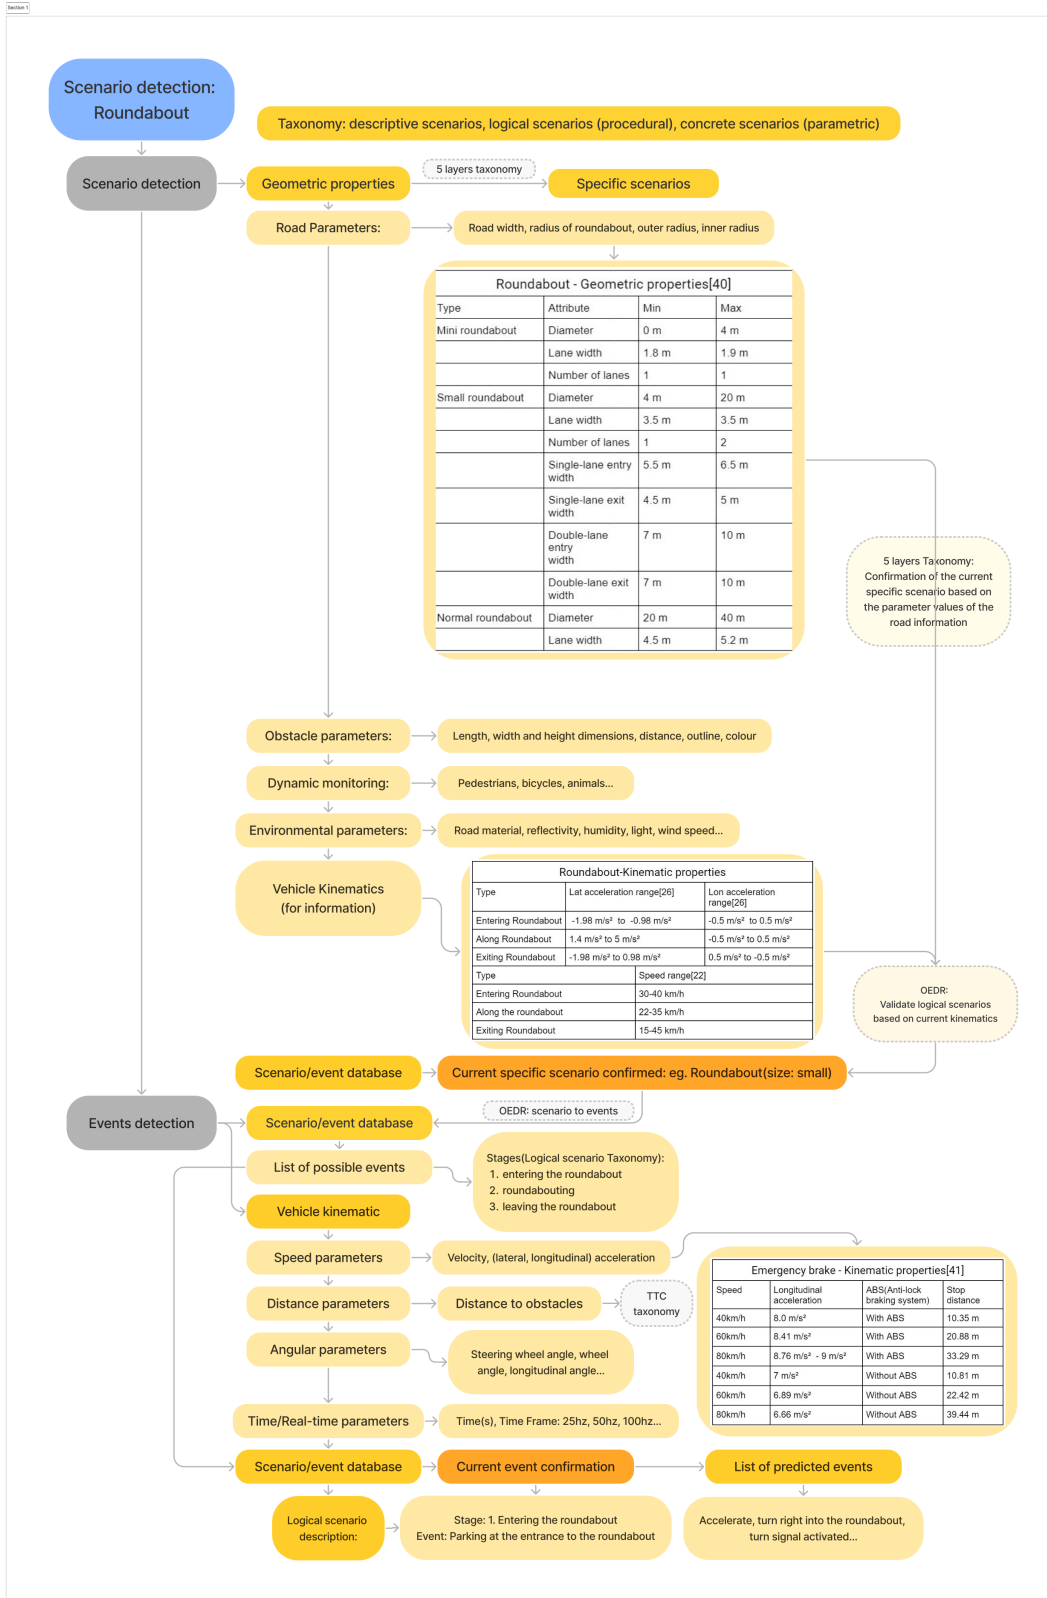 Section 1
Scenario detection:
Roundabout
Taxonomy: descriptive scenarios, logical scenarios (procedural), concrete scenarios (parametric)
Scenario detection
Geometric properties
5 layers taxonomy
Specific scenarios
Road Parameters:
Road width, radius of roundabout, outer radius, inner radius
Roundabout - Geometric properties[40]
Type Attribute Min Max
Mini roundabout Diameter 0 m 4 m
Lane width 1.8 m 1.9 m
Number of lanes 1 1
Small roundabout Diameter 4 m 20 m
Lane width 3.5 m 3.5 m
Number of lanes 1 2
Single-lane entry 5.5 m 6.5 m
width
Single-lane exit 4.5 m 5 m
width
Double-lane 7 m 10 m
entry
width
Double-lane exit 7 m 10 m
width
Normal roundabout Diameter 20 m 40 m
Lane width 4.5 m 5.2 m
5 layers Taxonomy:
Confirmation of the current
specific scenario based on
the parameter values of the
road information
Obstacle parameters:
Length, width and height dimensions, distance, outline, colour
Dynamic monitoring:
Pedestrians, bicycles, animals...
Environmental parameters:
Road material, reflectivity, humidity, light, wind speed...
Vehicle Kinematics
(for information)
Roundabout-Kinematic properties
Type Lat acceleration range[26] Lon acceleration
range[26]
Entering Roundabout -1.98 m/s² to -0.98 m/s² -0.5 m/s² to 0.5 m/s²
Along Roundabout 1.4 m/s² to 5 m/s² -0.5 m/s² to 0.5 m/s²
Exiting Roundabout -1.98 m/s² to 0.98 m/s² 0.5 m/s² to -0.5 m/s²
Type Speed range[22]
Entering Roundabout 30-40 km/h
Along the roundabout 22-35 km/h
Exiting Roundabout 15-45 km/h
OEDR:
Validate logical scenarios
based on current kinematics
Scenario/event database
Current specific scenario confirmed: eg. Roundabout(size: small)
OEDR: scenario to events
Events detection
Scenario/event database
List of possible events
Stages(Logical scenario Taxonomy):
1. entering the roundabout
2. roundabouting
3. leaving the roundabout
Vehicle kinematic
Speed parameters
Velocity, (lateral, longitudinal) acceleration
Emergency brake - Kinematic properties[41]
Speed Longitudinal ABS(Anti-lock Stop
acceleration braking system) distance
40km/h 8.0 m/s² With ABS 10.35 m
60km/h 8.41 m/s² With ABS 20.88 m
80km/h 8.76 m/s² - 9 m/s² With ABS 33.29 m
40km/h 7 m/s² Without ABS 10.81 m
60km/h 6.89 m/s² Without ABS 22.42 m
80km/h 6.66 m/s² Without ABS 39.44 m
Distance parameters
Distance to obstacles
TTC
taxonomy
Angular parameters
Steering wheel angle, wheel
angle, longitudinal angle...
Time/Real-time parameters
Time(s), Time Frame: 25hz, 50hz, 100hz...
Scenario/event database
Current event confirmation
List of predicted events
Logical scenario
description:
Stage: 1. Entering the roundabout
Event: Parking at the entrance to the roundabout
Accelerate, turn right into the roundabout,
turn signal activated...